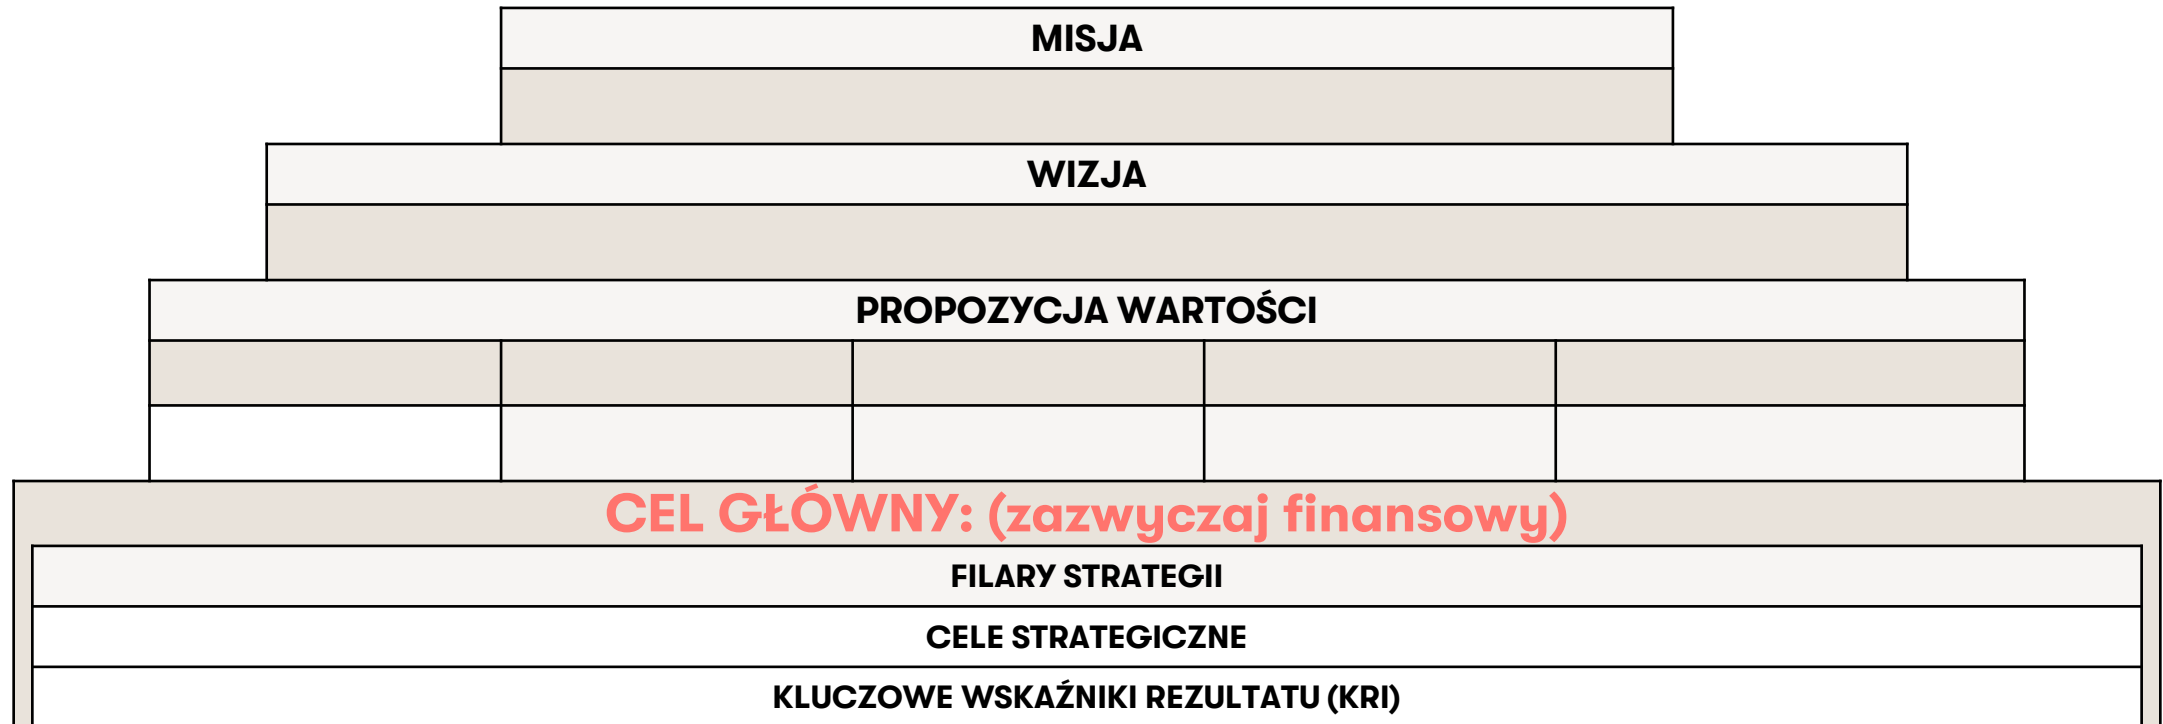 MISJA
WIZJA
PROPOZYCJA WARTOŚCI
CEL GŁÓWNY: (zazwyczaj finansowy)
FILARY STRATEGII
CELE STRATEGICZNE
KLUCZOWE WSKAŹNIKI REZULTATU (KRI)